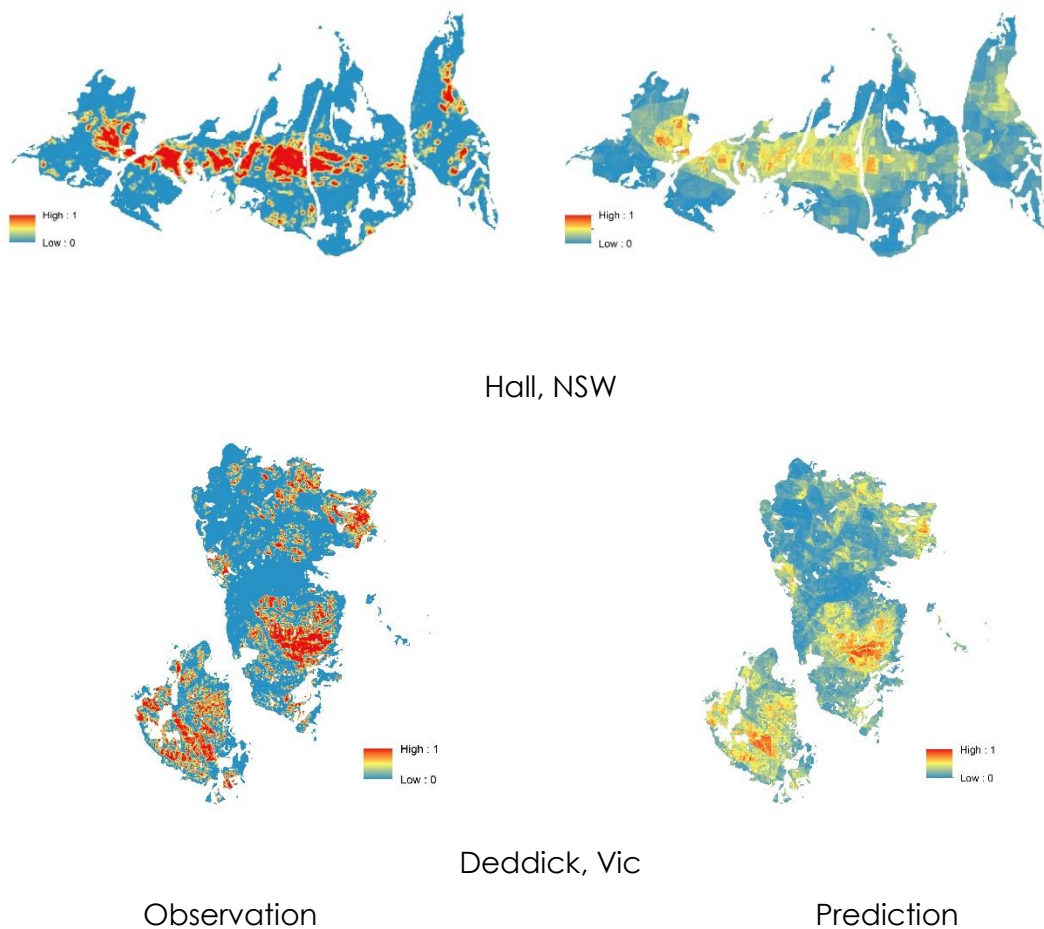 High : 1
Low : 0
High : 1
Low : 0
Hall, NSW
High : 1
Low : 0
High : 1
Low : 0
Deddick, Vic
Observation
Prediction